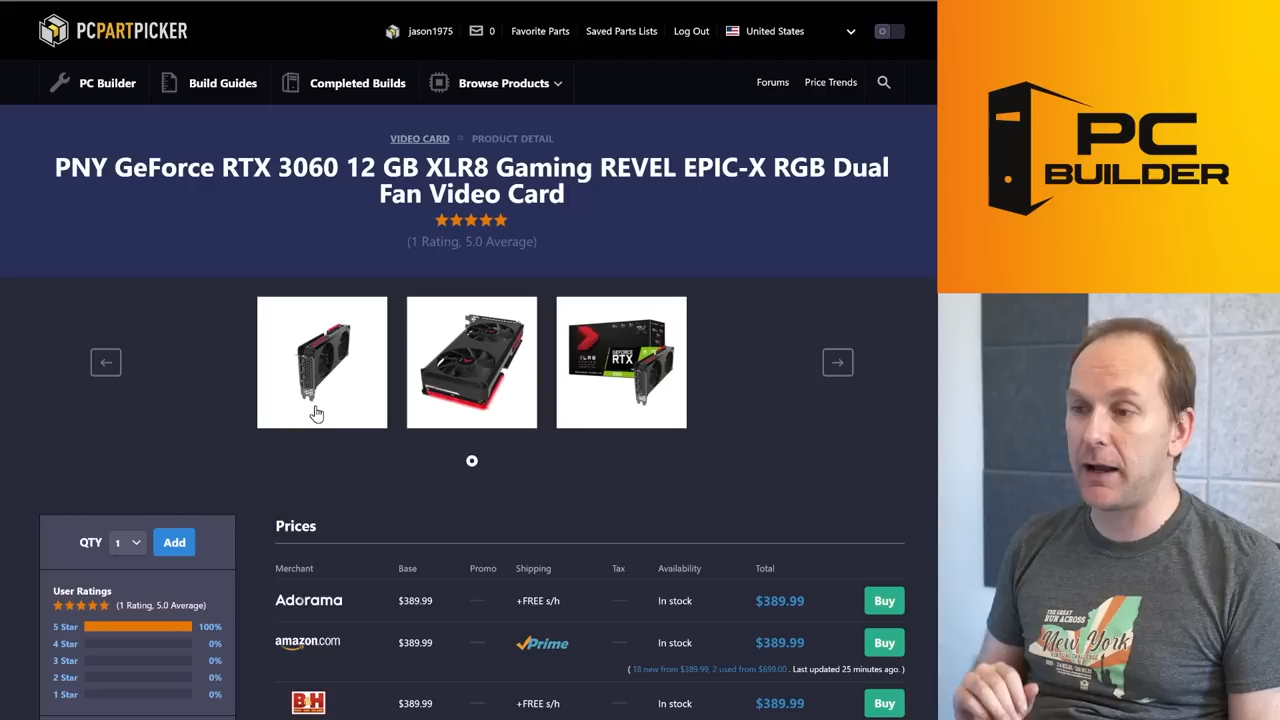 PCPARTPICKER
jason1975
0
Favorite Parts
Saved Parts Lists
Log Out
United States
PC Builder
Build Guides
Completed Builds
Browse Products
Forums
Price Trends
VIDEO CARD
PRODUCT DETAIL
PNY GeForce RTX 3060 12 GB XLR8 Gaming REVEL EPIC-X RGB Dual
Fan Video Card
(1 Rating, 5.0 Average)
PC
BUILDER
XLR8
GEFORCE
RTX
QTY
1
Add
User Ratings
(1 Rating, 5.0 Average)
5 Star 100%
4 Star 0%
3 Star 0%
2 Star 0%
1 Star 0%
Prices
Merchant Base Promo Shipping Tax Availability Total
Adorama $389.99 — +FREE s/h — In stock $389.99 Buy
amazon.com $389.99 — Prime — In stock $389.99 Buy
( 18 new from $389.99, 2 used from $699.00 . Last updated 25 minutes ago. )
B&H $389.99 — +FREE s/h — In stock $389.99 Buy
THE GREAT
RUN ACROSS
New York
VIRTUAL CHALLENGE